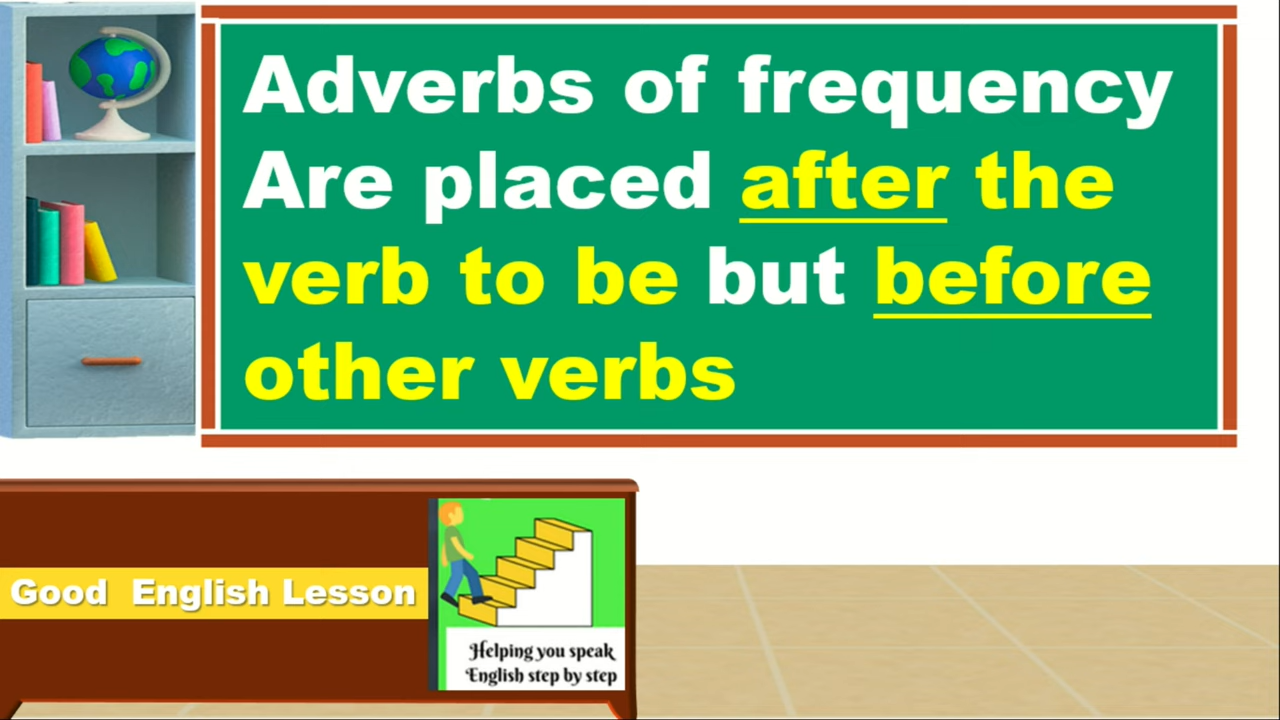 Adverbs of frequency
Are placed after the
verb to be but before
other verbs
Good English Lesson
Helping you speak
English step by step